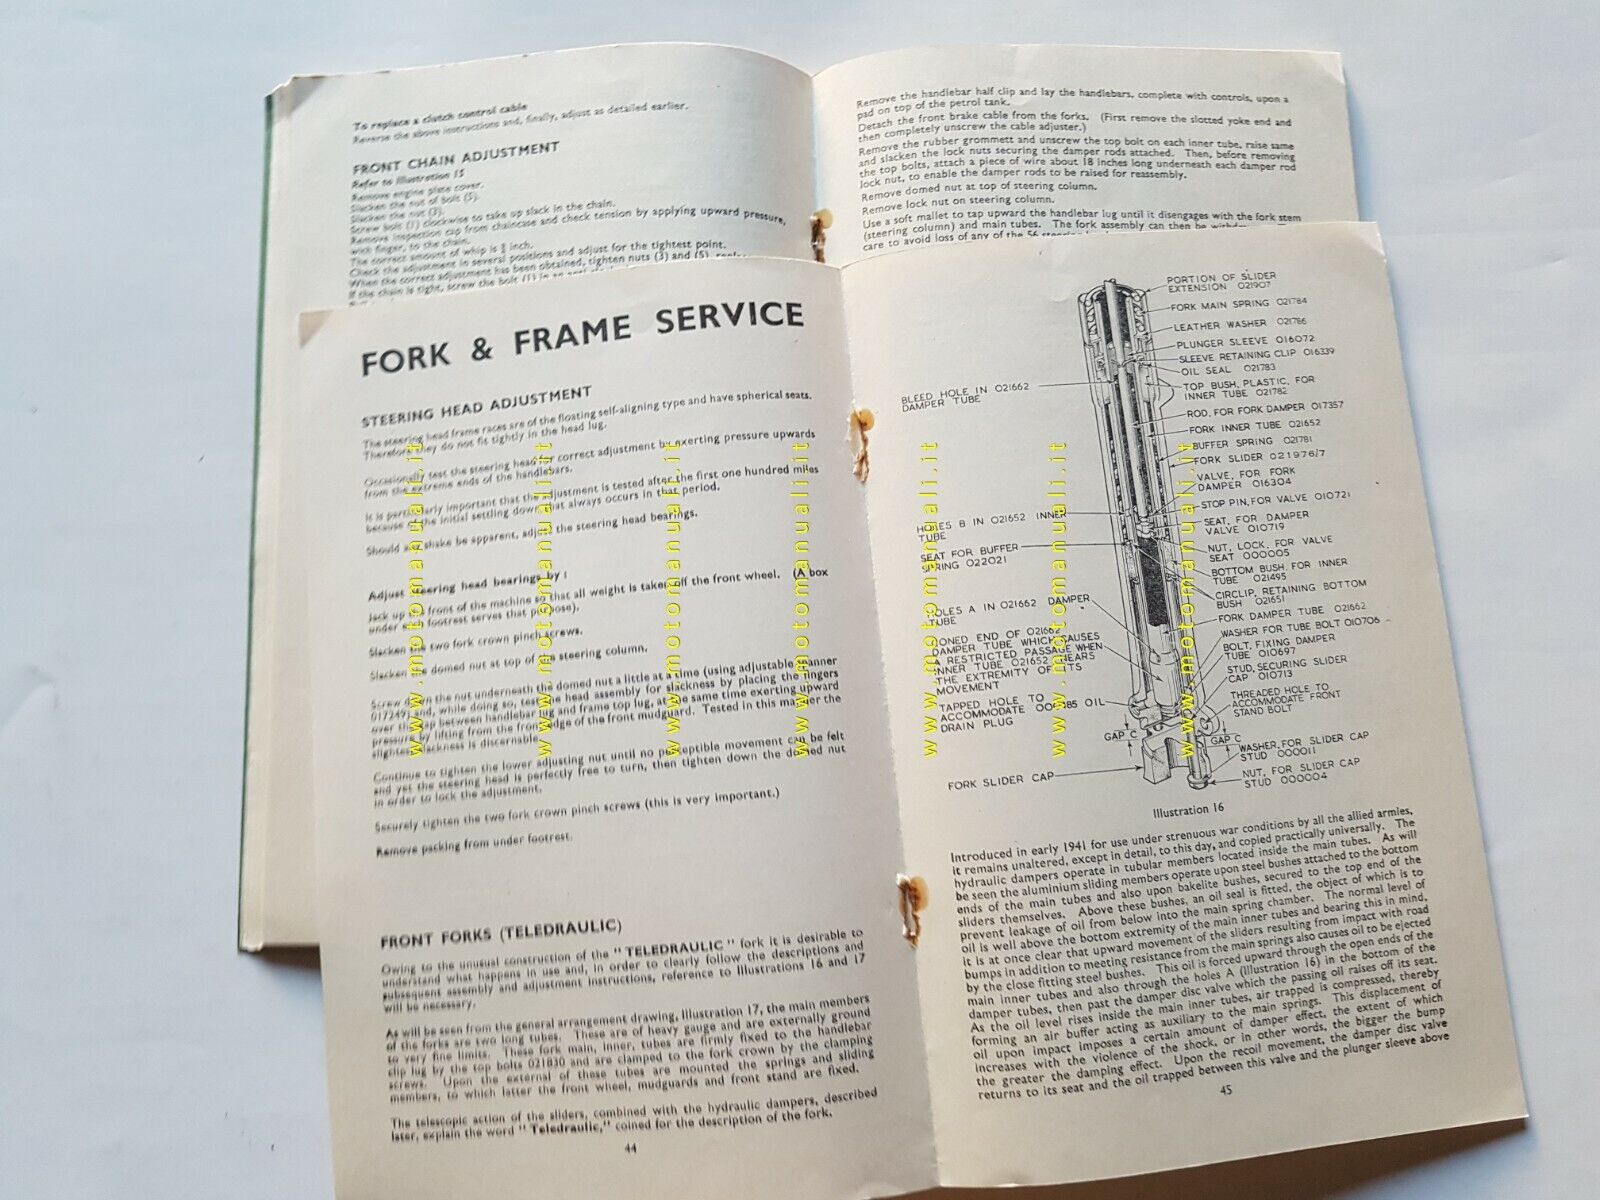 To replace a clutch control cable
Reverse the above instructions and, finally, adjust as detailed earlier.
FRONT CHAIN ADJUSTMENT
Refer to Illustration 15
Remove engine plate cover.
Slacken the nut of bolt (5).
Slacken the nut (3).
Screw bolt (1) clockwise to take up slack in the chain.
Remove inspection cap from chaincase and check tension by applying upward pressure,
with finger, to the chain.
The correct amount of whip is ⅜ inch.
Check the adjustment in several positions and adjust for the tightest point.
When the correct adjustment has been obtained, tighten nuts (3) and (5),
If the chain is tight, screw the bolt (1) in an
Remove the handlebar half clip and lay the handlebars, complete with controls, upon a
pad on top of the petrol tank.
Detach the front brake cable from the forks. (First remove the slotted yoke end and
then completely unscrew the cable adjuster.)
Remove the rubber grommett and unscrew the top bolt on each inner tube, raise same
and slacken the lock nuts securing the damper rods attached. Then, before removing
the top bolts, attach a piece of wire about 18 inches long underneath each damper rod
lock nut, to enable the damper rods to be raised for reassembly.
Remove domed nut at top of steering column.
Remove lock nut on steering column.
Use a soft mallet to tap upward the handlebar lug until it disengages with the fork stem
(steering column) and main tubes. The fork assembly can then be
care to avoid loss of any of the 56
FORK & FRAME SERVICE
STEERING HEAD ADJUSTMENT
The steering head frame races are of the floating self-aligning type and have spherical seats.
Therefore they do not fit tightly in the head lug.
Occasionally test the steering head for correct adjustment by exerting pressure upwards
from the extreme ends of the handlebars.
It is particularly important that the adjustment is tested after the first one hundred miles
because of the initial settling down that always occurs in that period.
Should any shake be apparent, adjust the steering head bearings.
Adjust steering head bearings by:
Jack up the front of the machine so that all weight is taken off the front wheel. (A box
under each footrest serves that purpose).
Slacken the two fork crown pinch screws.
Slacken the domed nut at top of the steering column.
Screw down the nut underneath the domed nut a little at a time (using adjustable spanner
017249) and, while doing so, test the head assembly for slackness by placing the fingers
over the gap between handlebar lug and frame top lug, at the same time exerting upward
pressure by lifting from the front edge of the front mudguard. Tested in this manner the
slightest slackness is discernable.
Continue to tighten the lower adjusting nut until no perceptible movement can be felt
and yet the steering head is perfectly free to turn, then tighten down the domed nut
in order to lock the adjustment.
Securely tighten the two fork crown pinch screws (this is very important.)
Remove packing from under footrest.
FRONT FORKS (TELEDRAULIC)
Owing to the unusual construction of the " TELEDRAULIC " fork it is desirable to
understand what happens in use and, in order to clearly follow the descriptions and
subsequent assembly and adjustment instructions, reference to Illustrations 16 and 17
will be necessary.
As will be seen from the general arrangement drawing, Illustration 17, the main members
of the forks are two long tubes. These are of heavy gauge and are externally ground
to very fine limits. These fork main, inner, tubes are firmly fixed to the handlebar
clip lug by the top bolts 021830 and are clamped to the fork crown by the clamping
screws. Upon the external of these tubes are mounted the springs and sliding
members, to which latter the front wheel, mudguards and front stand are fixed.
The telescopic action of the sliders, combined with the hydraulic dampers, described
later, explain the word " Teledraulic," coined for the description of the fork.
44
PORTION OF SLIDER
EXTENSION 021907
FORK MAIN SPRING 021784
LEATHER WASHER 021786
PLUNGER SLEEVE 016072
SLEEVE RETAINING CLIP 016339
OIL SEAL 021783
TOP BUSH, PLASTIC, FOR
INNER TUBE 021782
ROD, FOR FORK DAMPER 017357
FORK INNER TUBE 021652
BUFFER SPRING 021781
FORK SLIDER 021976/7
VALVE, FOR FORK
DAMPER 016304
STOP PIN, FOR VALVE 010721
SEAT, FOR DAMPER
VALVE 010719
NUT, LOCK, FOR VALVE
SEAT 000005
BOTTOM BUSH, FOR INNER
TUBE 021495
CIRCLIP, RETAINING BOTTOM
BUSH 021651
FORK DAMPER TUBE 021662
WASHER FOR TUBE BOLT 010706
BOLT, FIXING DAMPER
TUBE 010697
STUD, SECURING SLIDER
CAP 010713
THREADED HOLE TO
ACCOMMODATE FRONT
STAND BOLT
GAP C
WASHER, FOR SLIDER CAP
STUD 000011
NUT, FOR SLIDER CAP
STUD 000004
BLEED HOLE IN 021662
DAMPER TUBE
HOLES B IN 021652 INNER
TUBE
SEAT FOR BUFFER
SPRING 022021
HOLES A IN 021662 DAMPER
TUBE
CONED END OF 021662
DAMPER TUBE WHICH CAUSES
A RESTRICTED PASSAGE WHEN
INNER TUBE 021652 NEARS
THE EXTREMITY OF ITS
MOVEMENT
TAPPED HOLE TO
ACCOMMODATE 000185 OIL
DRAIN PLUG
GAP C
FORK SLIDER CAP
Illustration 16
Introduced in early 1941 for use under strenuous war conditions by all the allied armies,
it remains unaltered, except in detail, to this day, and copied practically universally. The
hydraulic dampers operate in tubular members located inside the main tubes. As will
be seen the aluminium sliding members operate upon steel bushes attached to the bottom
ends of the main tubes and also upon bakelite bushes, secured to the top end of the
sliders themselves. Above these bushes, an oil seal is fitted, the object of which is to
prevent leakage of oil from below into the main spring chamber. The normal level of
oil is well above the bottom extremity of the main inner tubes and bearing this in mind,
it is at once clear that upward movement of the sliders resulting from impact with road
bumps in addition to meeting resistance from the main springs also causes oil to be ejected
by the close fitting steel bushes. This oil is forced upward through the open ends of the
main inner tubes and also through the holes A (Illustration 16) in the bottom of the
damper tubes, then past the damper disc valve which the passing oil raises off its seat.
As the oil level rises inside the main inner tubes, air trapped is compressed, thereby
forming an air buffer acting as auxiliary to the main springs. This displacement of
oil upon impact imposes a certain amount of damper effect, the extent of which
increases with the violence of the shock, or in other words, the bigger the bump
the greater the damping effect. Upon the recoil movement, the damper disc valve
returns to its seat and the oil trapped between this valve and the plunger sleeve above
45
www.motomanuali.it
www.motomanuali.it
www.motomanuali.it
www.motomanuali.it
www.motomanuali.it
www.motomanuali.it
www.motomanuali.it